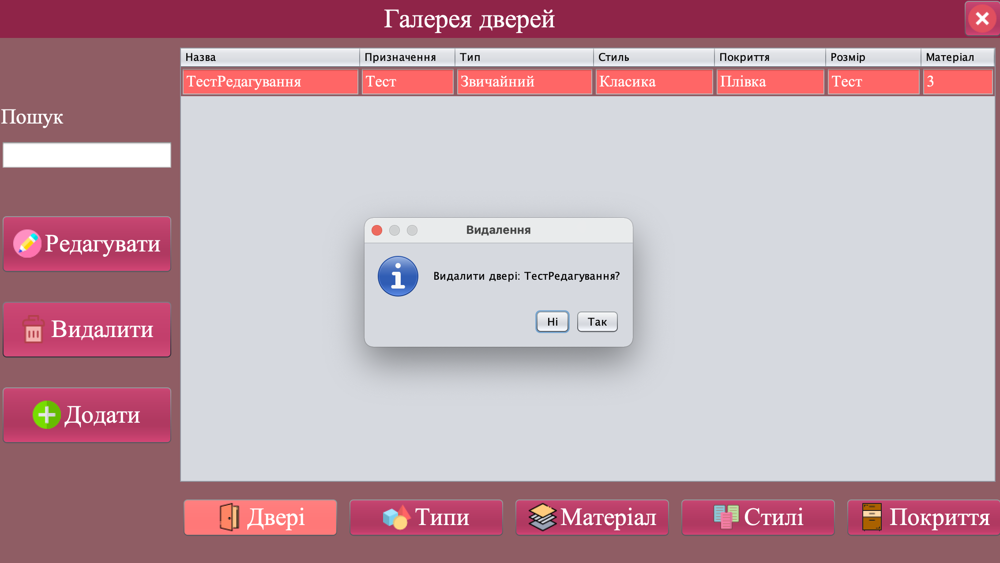 Галерея дверей
Назва Призначення Тип Стиль Покриття Розмір Матеріал
ТестРедагування Тест Звичайний Класика Плівка Тест 3
Пошук
Редагувати
Видалити
Додати
Видалення
Видалити двері: ТестРедагування?
Ні Так
Двері Типи Матеріал Стилі Покриття